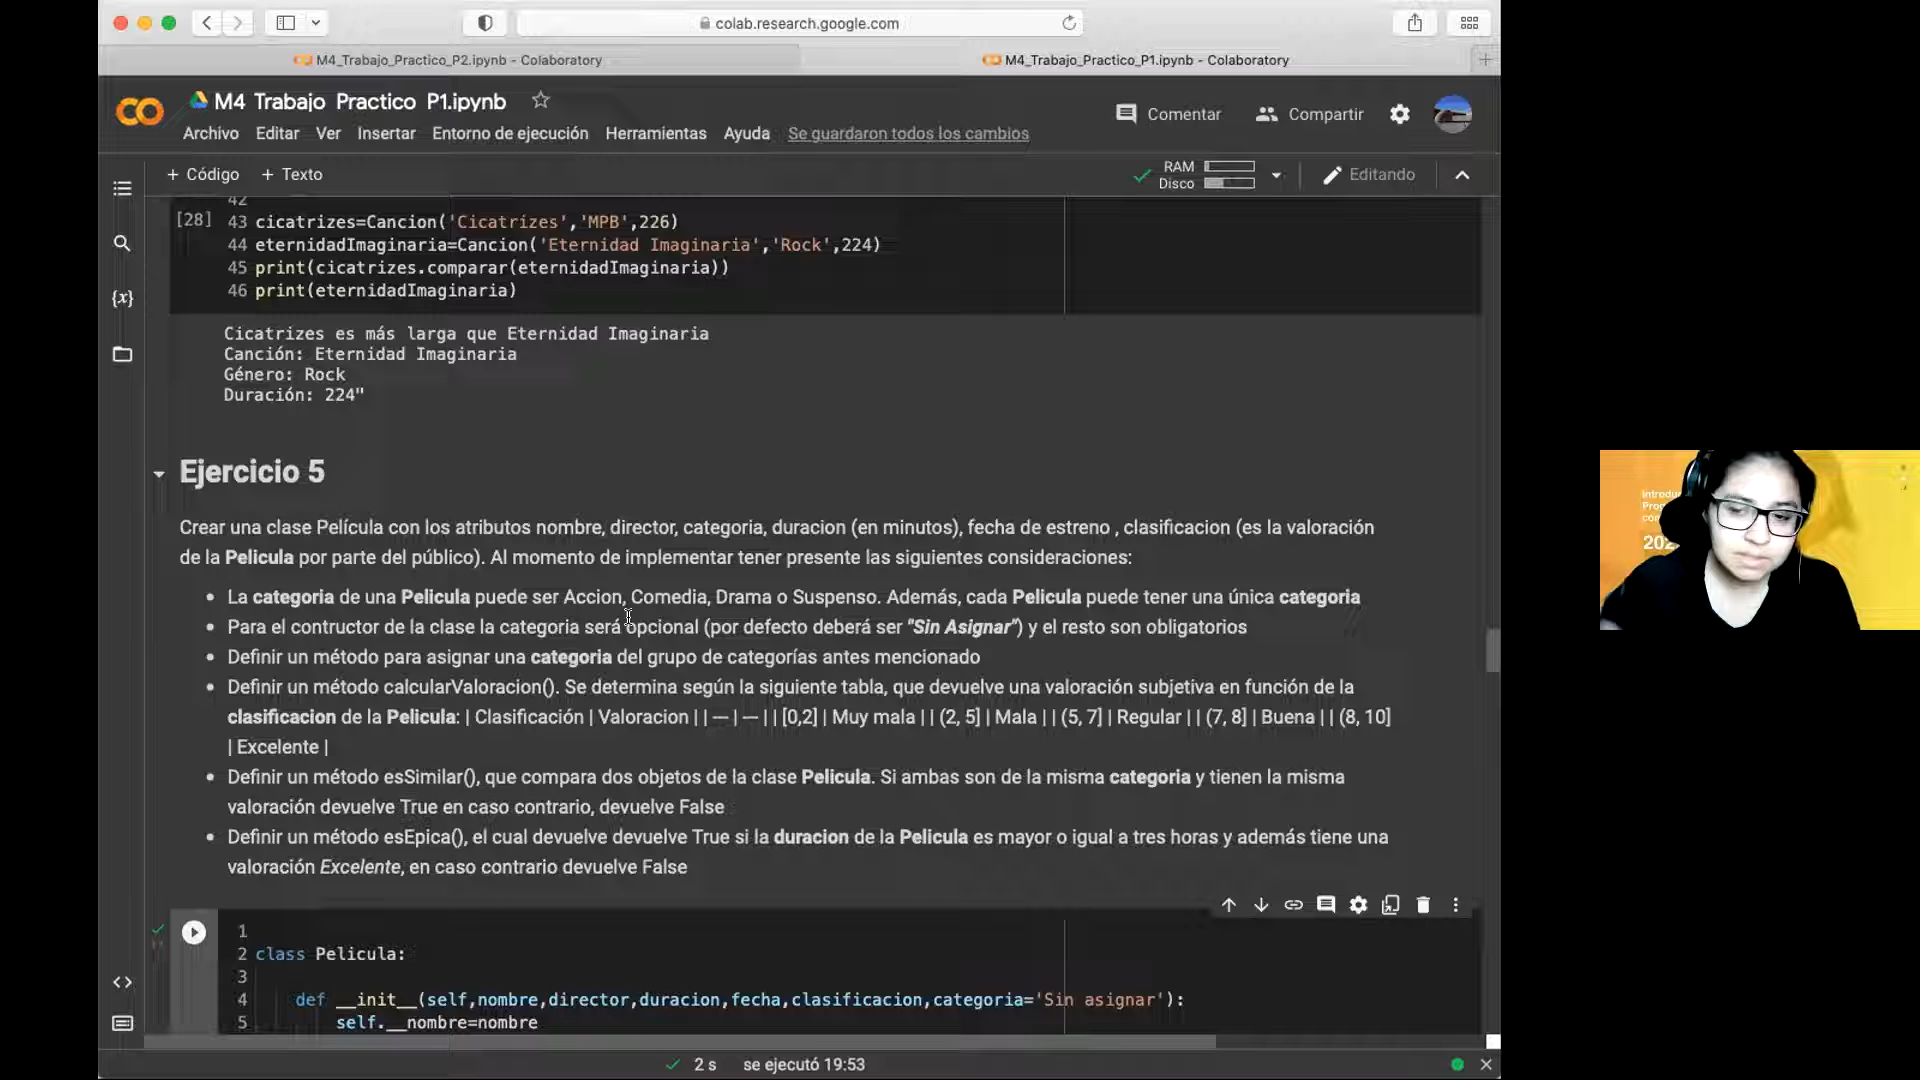 colab.research.google.com
M4_Trabajo_Practico_P2.ipynb - Colaboratory
M4_Trabajo_Practico_P1.ipynb - Colaboratory
M4 Trabajo Practico P1.ipynb
Comentar
Compartir
Archivo Editar Ver Insertar Entorno de ejecución Herramientas Ayuda Se guardaron todos los cambios
+ Código + Texto
RAM
Disco
Editando
42
[28] 43 cicatrizes=Cancion('Cicatrízes','MPB',226)
44 eternidadImaginaria=Cancion('Eternidad Imaginaria','Rock',224)
45 print(cicatrizes.comparar(eternidadImaginaria))
46 print(eternidadImaginaria)
Cicatrizes es más larga que Eternidad Imaginaria
Canción: Eternidad Imaginaria
Género: Rock
Duración: 224"
Ejercicio 5
Crear una clase Película con los atributos nombre, director, categoria, duracion (en minutos), fecha de estreno , clasificacion (es la valoración
de la Pelicula por parte del público). Al momento de implementar tener presente las siguientes consideraciones:
• La categoria de una Pelicula puede ser Accion, Comedia, Drama o Suspenso. Además, cada Pelicula puede tener una única categoria
• Para el contructor de la clase la categoria será opcional (por defecto deberá ser "Sin Asignar") y el resto son obligatorios
• Definir un método para asignar una categoria del grupo de categorías antes mencionado
• Definir un método calcularValoracion(). Se determina según la siguiente tabla, que devuelve una valoración subjetiva en función de la
clasificacion de la Pelicula: | Clasificación | Valoracion | | — | — | | [0,2] | Muy mala | | (2, 5] | Mala | | (5, 7] | Regular | | (7, 8] | Buena | | (8, 10]
| Excelente |
• Definir un método esSimilar(), que compara dos objetos de la clase Pelicula. Si ambas son de la misma categoria y tienen la misma
valoración devuelve True en caso contrario, devuelve False
• Definir un método esEpica(), el cual devuelve devuelve True si la duracion de la Pelicula es mayor o igual a tres horas y además tiene una
valoración Excelente, en caso contrario devuelve False
1
2 class Pelicula:
3
4 def __init__(self,nombre,director,duracion,fecha,clasificacion,categoria='Sin asignar'):
5 self.__nombre=nombre
2 s se ejecutó 19:53